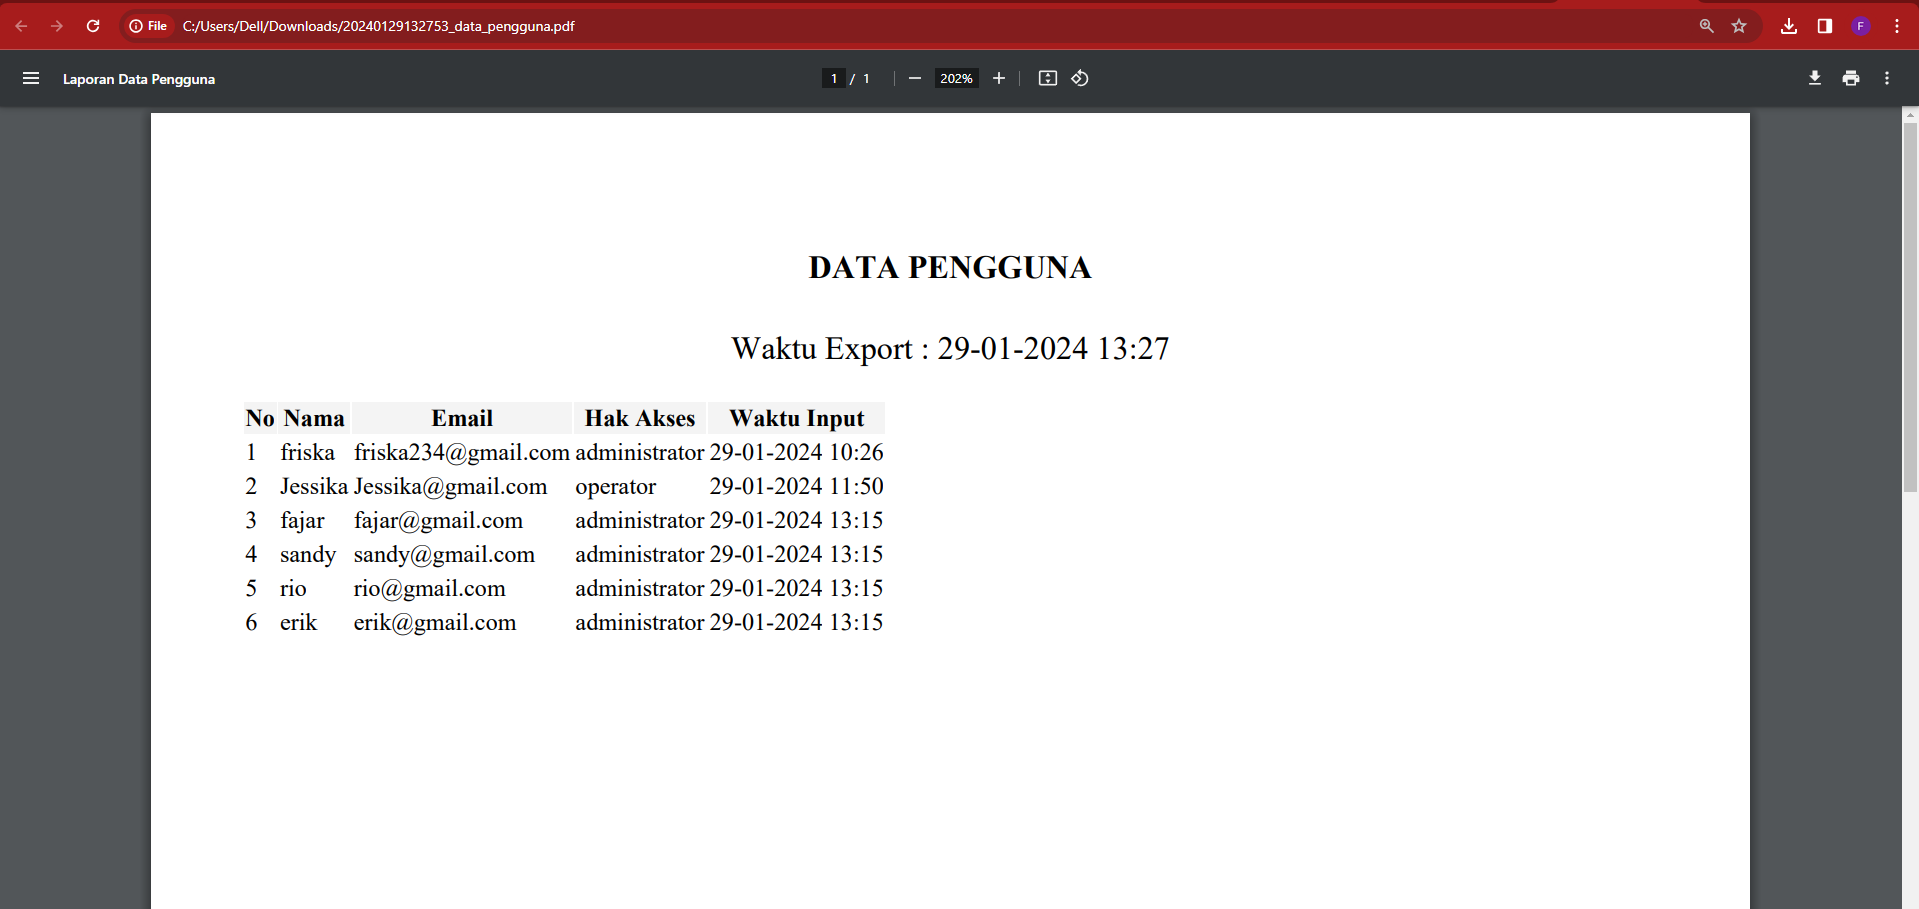 File C:/Users/Dell/Downloads/20240129132753_data_pengguna.pdf
F
Laporan Data Pengguna 1 / 1 202%
DATA PENGGUNA
Waktu Export : 29-01-2024 13:27
No Nama Email Hak Akses Waktu Input
1 friska friska234@gmail.com administrator 29-01-2024 10:26
2 Jessika Jessika@gmail.com operator 29-01-2024 11:50
3 fajar fajar@gmail.com administrator 29-01-2024 13:15
4 sandy sandy@gmail.com administrator 29-01-2024 13:15
5 rio rio@gmail.com administrator 29-01-2024 13:15
6 erik erik@gmail.com administrator 29-01-2024 13:15